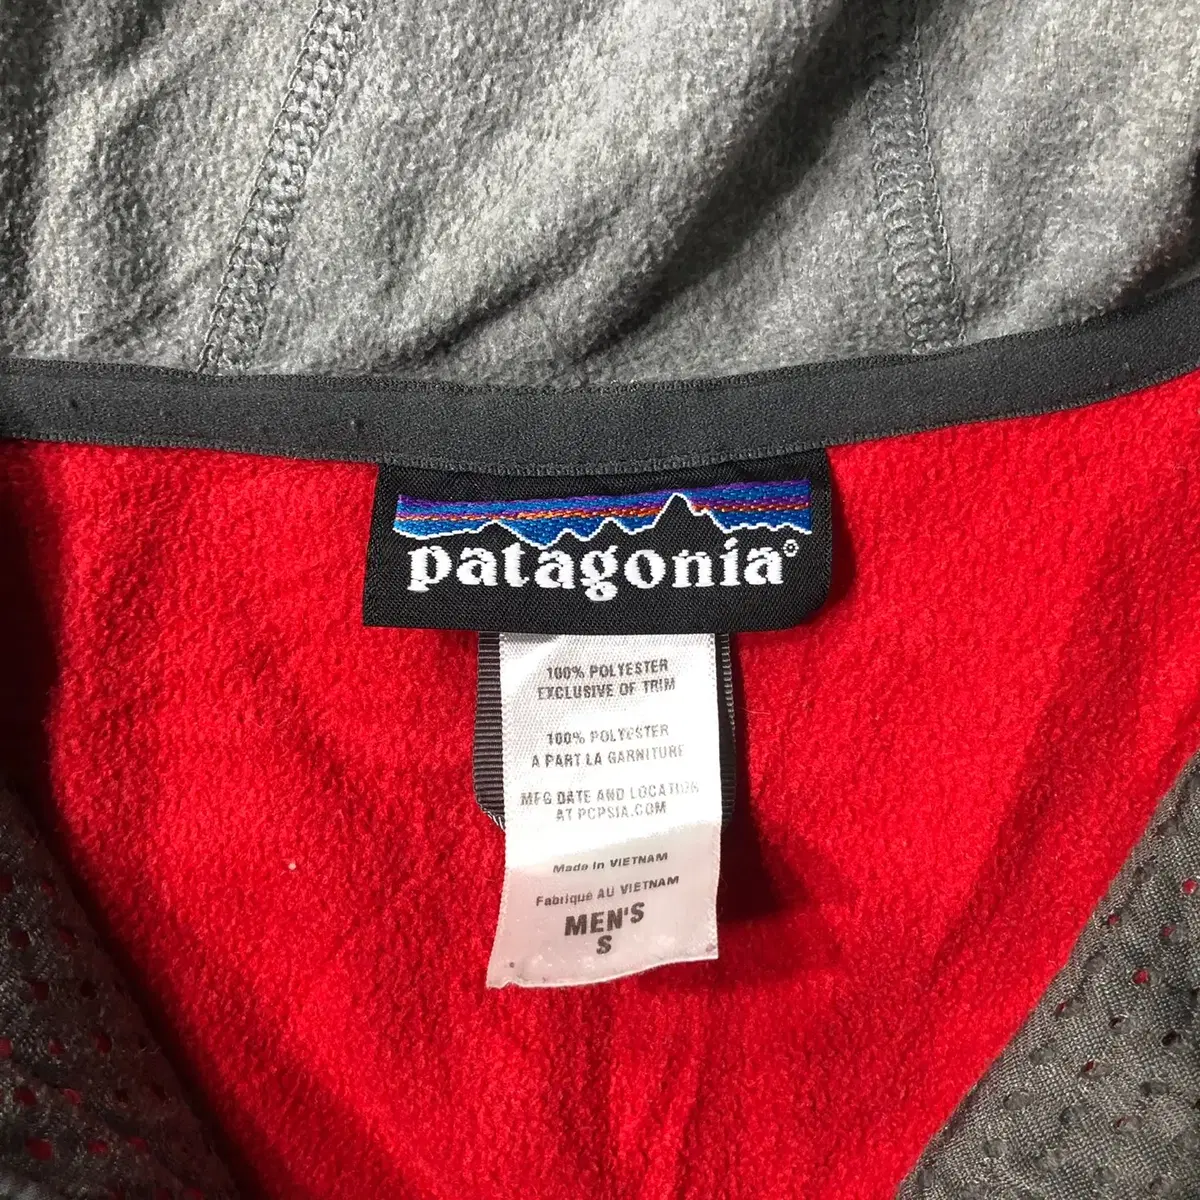 patagonia®
100% POLYESTER
EXCLUSIVE OF TRIM
100% POLYESTER
A PART LA GARNITURE
MFG DATE AND LOCATION
AT PCPSIA.COM
Made in VIETNAM
Fabriqué AU VIETNAM
MEN'S
S